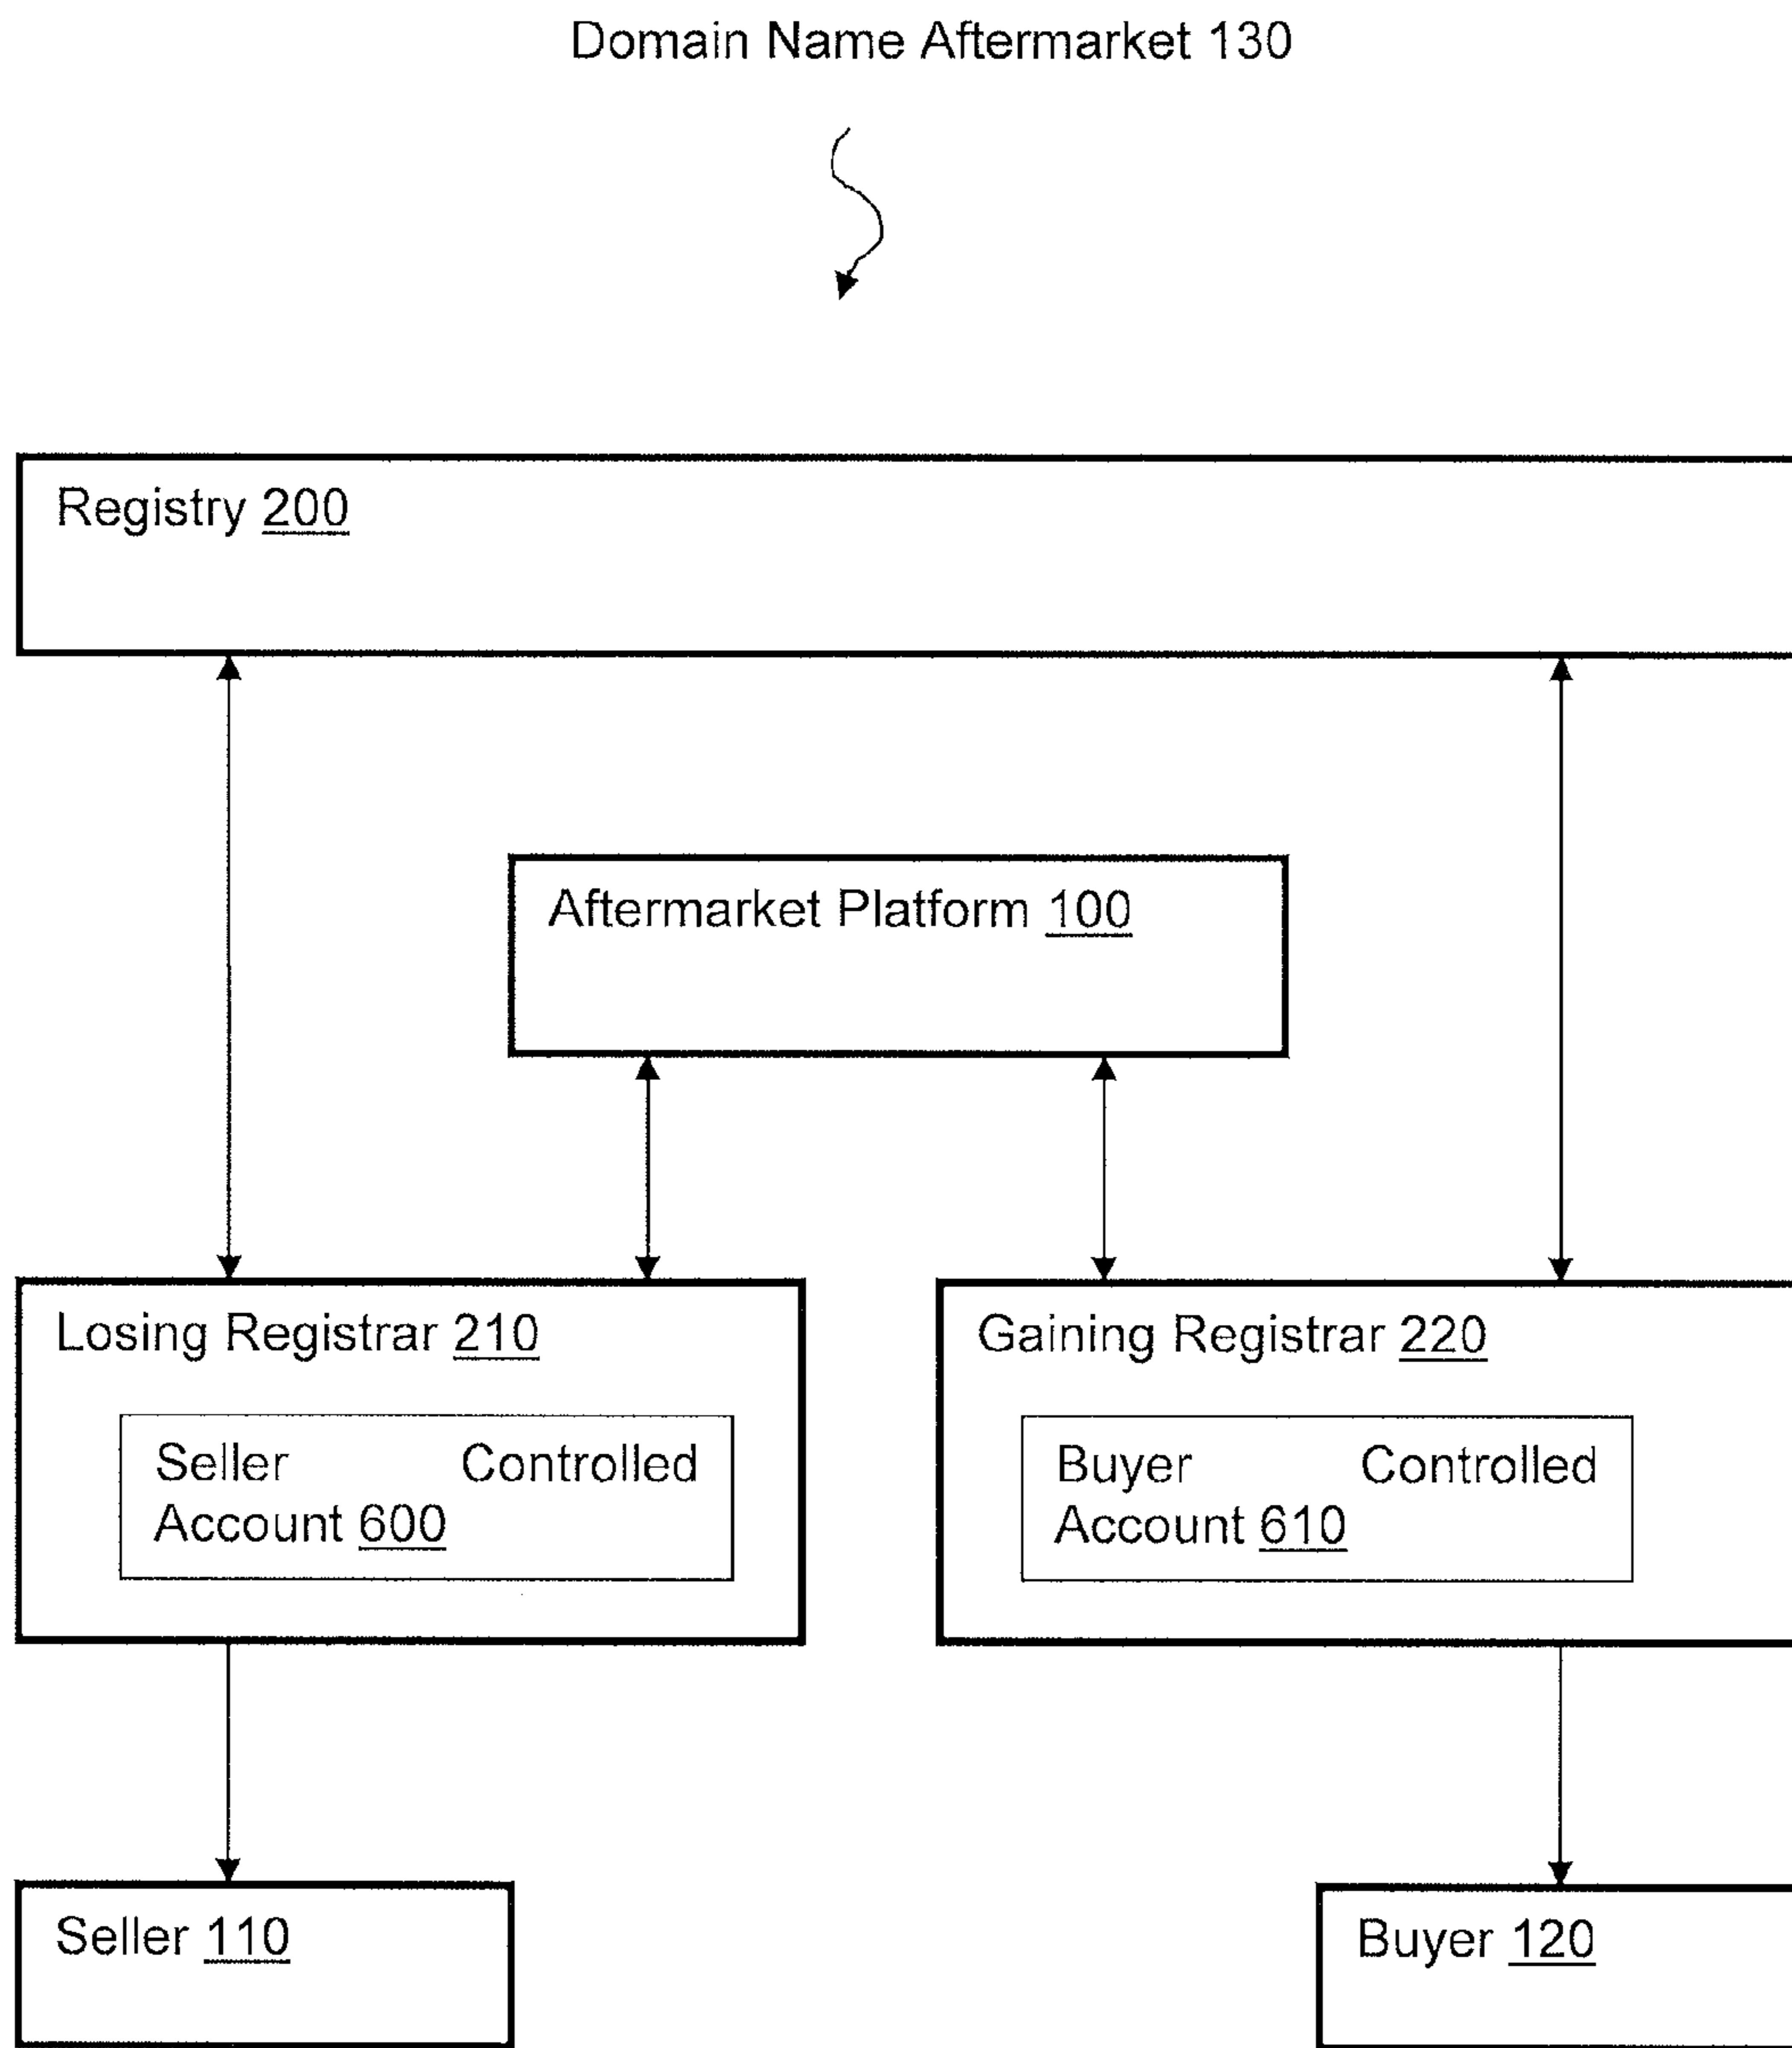 Domain Name Aftermarket 130
Registry 200
Aftermarket Platform 100
Losing Registrar 210
Seller Controlled
Account 600
Gaining Registrar 220
Buyer Controlled
Account 610
Seller 110
Buyer 120